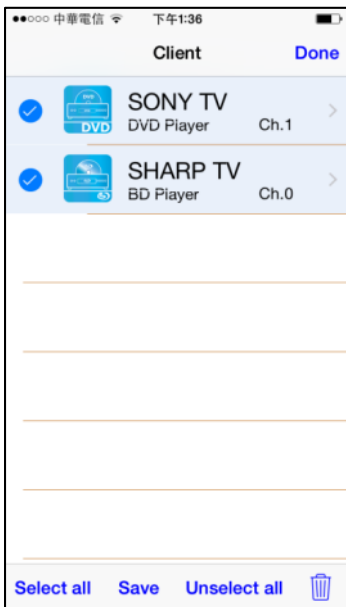 中華電信 下午1:36
Client Done
SONY TV
DVD DVD Player Ch.1
SHARP TV
BD Player Ch.0
Select all Save Unselect all